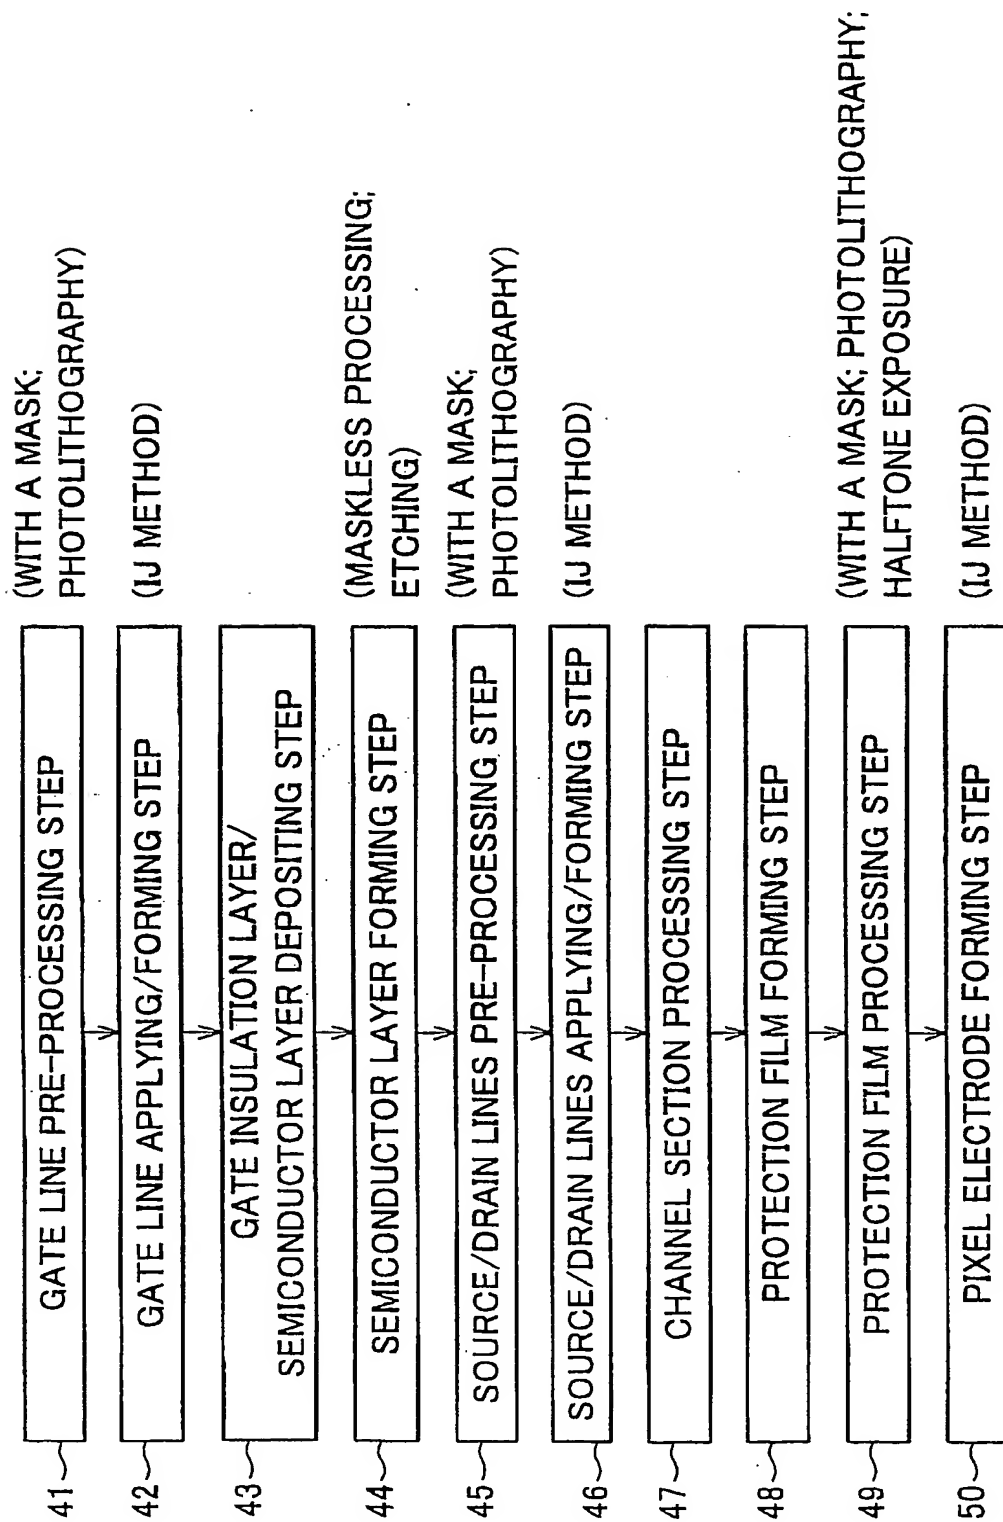 41 GATE LINE PRE-PROCESSING STEP (WITH A MASK;
PHOTOLITHOGRAPHY)
42 GATE LINE APPLYING/FORMING STEP (IJ METHOD)
43 GATE INSULATION LAYER/
SEMICONDUCTOR LAYER DEPOSITING STEP
44 SEMICONDUCTOR LAYER FORMING STEP (MASKLESS PROCESSING;
ETCHING)
45 SOURCE/DRAIN LINES PRE-PROCESSING STEP (WITH A MASK;
PHOTOLITHOGRAPHY)
46 SOURCE/DRAIN LINES APPLYING/FORMING STEP (IJ METHOD)
47 CHANNEL SECTION PROCESSING STEP
48 PROTECTION FILM FORMING STEP
49 PROTECTION FILM PROCESSING STEP (WITH A MASK; PHOTOLITHOGRAPHY;
HALFTONE EXPOSURE)
50 PIXEL ELECTRODE FORMING STEP (IJ METHOD)